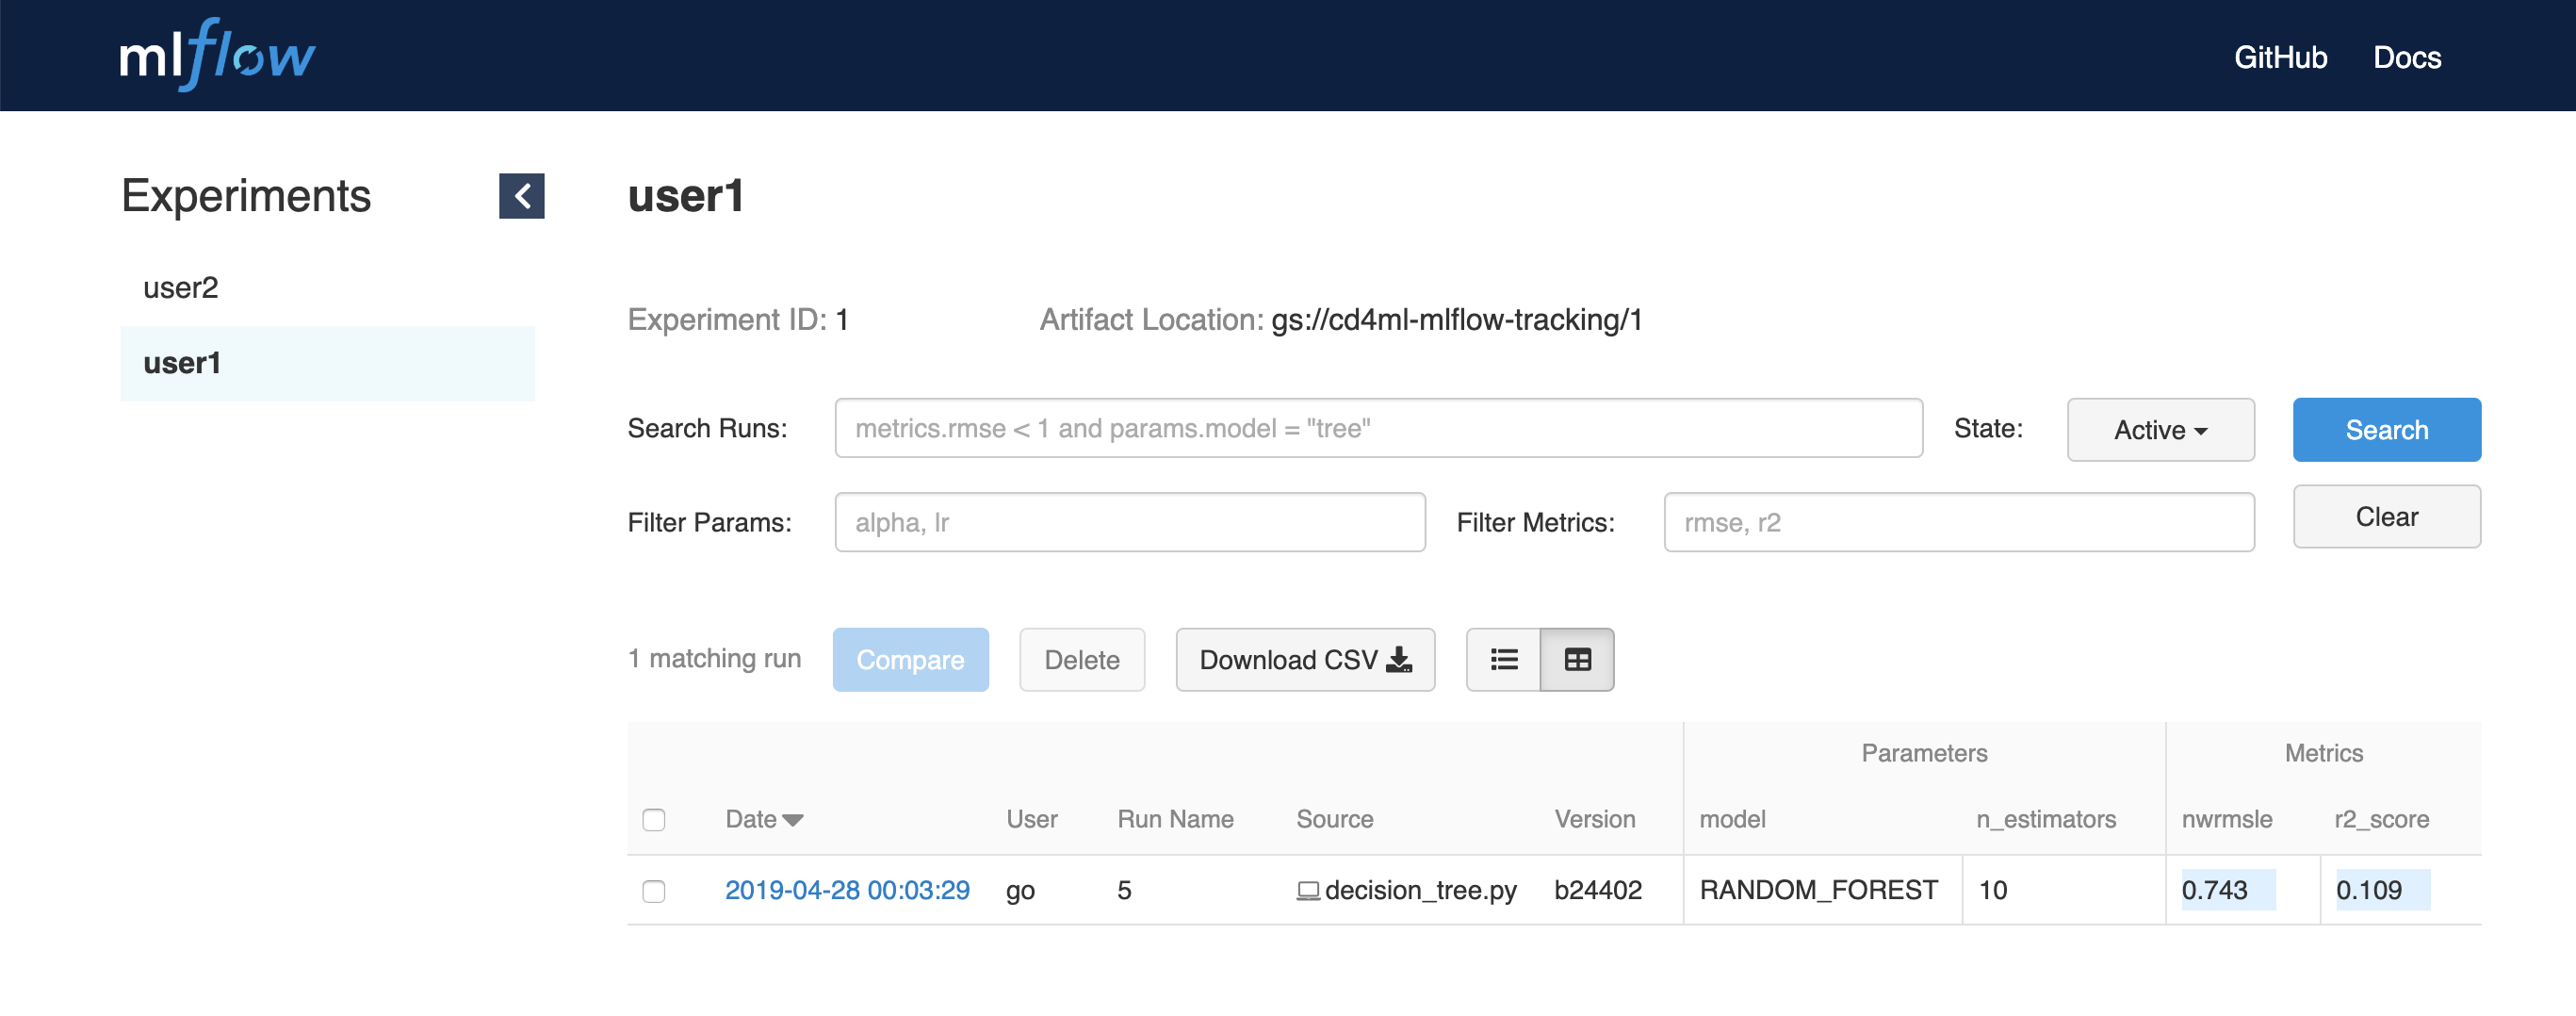 mlflow
GitHub Docs
Experiments
user2
user1
user1
Experiment ID: 1 Artifact Location: gs://cd4ml-mlflow-tracking/1
Search Runs: metrics.rmse < 1 and params.model = "tree" State: Active Search
Filter Params: alpha, lr Filter Metrics: rmse, r2 Clear
1 matching run Compare Delete Download CSV
Parameters Metrics
Date User Run Name Source Version model n_estimators nwrmsle r2_score
2019-04-28 00:03:29 go 5 decision_tree.py b24402 RANDOM_FOREST 10 0.743 0.109